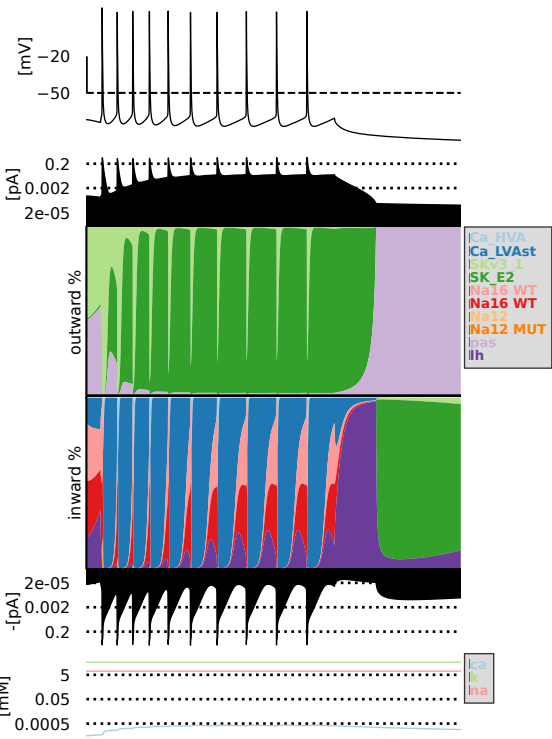 [mV]
−20
−50
[pA]
0.2
0.002
2e-05
outward %
Ca_HVA
Ca_LVAst
SKv3_1
SK_E2
Na16 WT
Na16 WT
Na12
Na12 MUT
pas
Ih
inward %
-[pA]
2e-05
0.002
0.2
[mM]
5
0.05
0.0005
ca
k
na